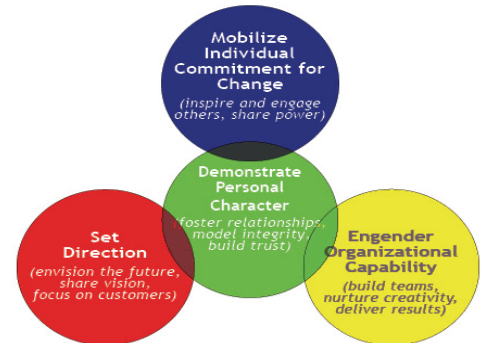 Mobilize
Individual
Commitment for
Change
(inspire and engage
others, share power)
Demonstrate
Personal
Character
(foster relationships,
model integrity,
build trust)
Set
Direction
(envision the future,
share vision,
focus on customers)
Engender
Organizational
Capability
(build teams,
nurture creativity,
deliver results)